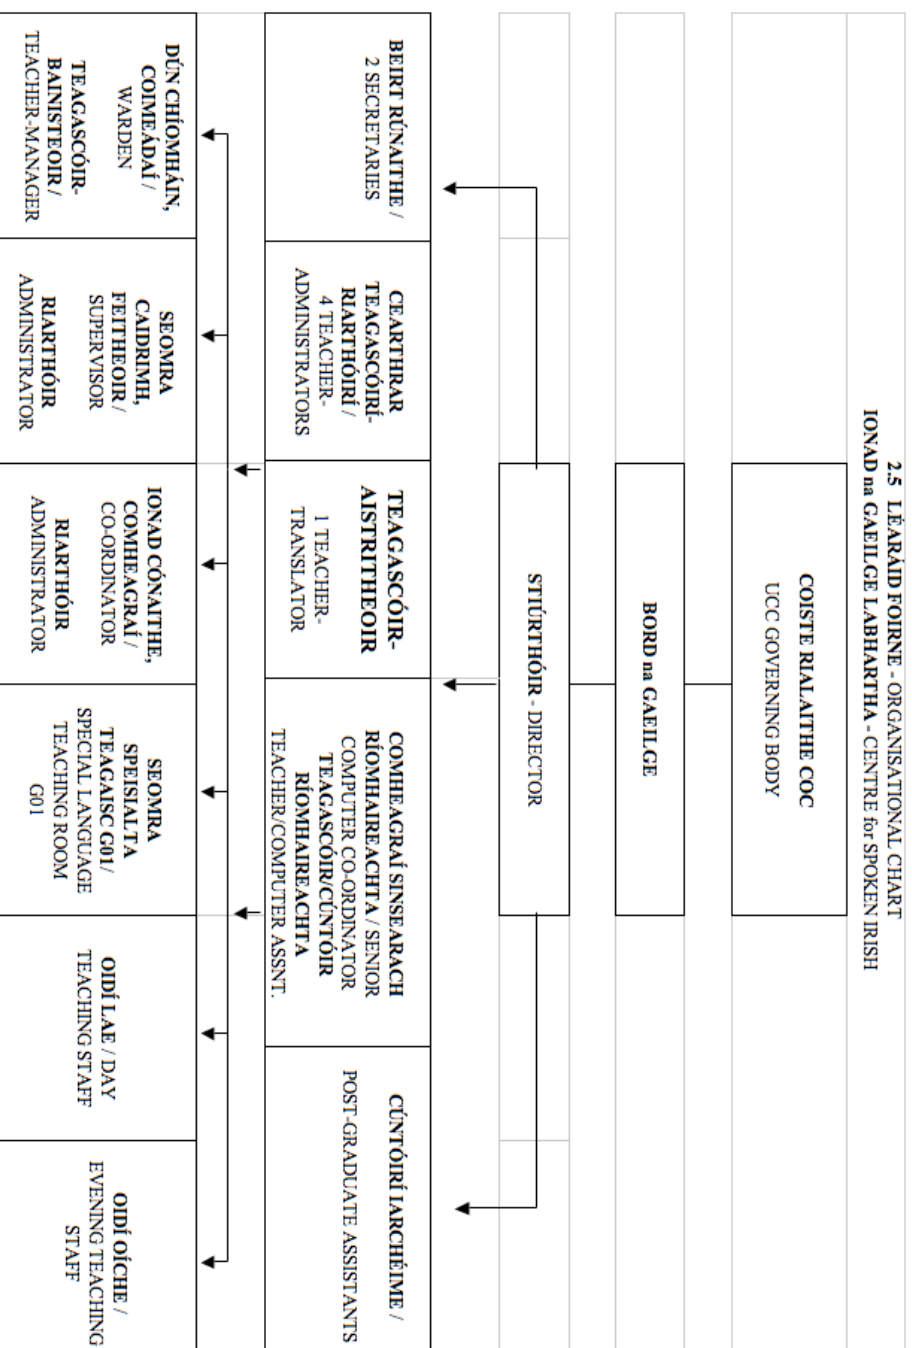 2.5 LÉARÁID FOIRNE - ORGANISATIONAL CHART
IONAD na GAEILGE LABHARTHA - CENTRE for SPOKEN IRISH
COISTE RIALAITHE COC
UCC GOVERNING BODY
BORD na GAEILGE
STIÚRTHÓIR - DIRECTOR
BEIRT RÚNAITHE /
2 SECRETARIES
CEARTHRAR
TEAGASCÓIRÍ-
RIARTHÓIRÍ /
4 TEACHER-
ADMINISTRATORS
TEAGASCÓIR-
AISTRITHEOIR
1 TEACHER-
TRANSLATOR
COMHEAGRAÍ SINSEARACH
RÍOMHAIREACHTA / SENIOR
COMPUTER CO-ORDINATOR
TEAGASCÓIR/CÚNTÓIR
RÍOMHAIREACHTA
TEACHER/COMPUTER ASSNT.
CÚNTÓIRÍ IARCHÉIME /
POST-GRADUATE ASSISTANTS
DÚN CHÍOMHÁIN,
COIMEÁDAÍ /
WARDEN
TEAGASCÓIR-
BAINISTEOIR /
TEACHER-MANAGER
SEOMRA
CAIDRIMH,
FEITHEOIR /
SUPERVISOR
RIARTHÓIR
ADMINISTRATOR
IONAD CÓNAITHE,
COMHEAGRAÍ /
CO-ORDINATOR
RIARTHÓIR
ADMINISTRATOR
SEOMRA
SPEISIALTA
TEAGAISC G01/
SPECIAL LANGUAGE
TEACHING ROOM
G01
OIDÍ LAE / DAY
TEACHING STAFF
OIDÍ OÍCHE /
EVENING TEACHING
STAFF